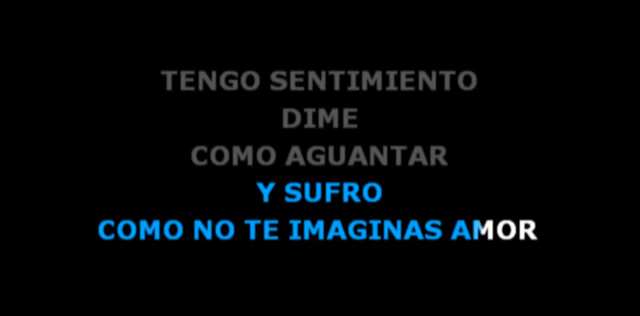 TENGO SENTIMIENTO
DIME
COMO AGUANTAR
Y SUFRO
COMO NO TE IMAGINAS AMOR